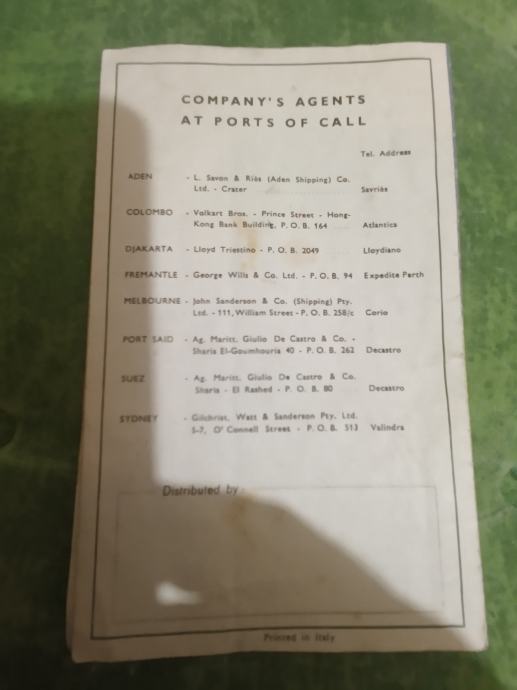 COMPANY'S AGENTS
AT PORTS OF CALL
Tel. Address
ADEN - L. Savon & Riès (Aden Shipping) Co.
Ltd. - Crater Savriès
COLOMBO - Volkart Bros. - Prince Street - Hong-
Kong Bank Building, P. O. B. 164 Atlantica
DJAKARTA - Lloyd Triestino - P. O. B. 2049 Lloydiano
FREMANTLE - George Wills & Co. Ltd. - P. O. B. 94 Expedite Perth
MELBOURNE - John Sanderson & Co. (Shipping) Pty.
Ltd. - 111, William Street - P. O. B. 258/c Corio
PORT SAID - Ag. Maritt. Giulio De Castro & Co. -
Sharia El-Goumhouria 40 - P. O. B. 262 Decastro
SUEZ - Ag. Maritt. Giulio De Castro & Co.
Sharia - El Rashed - P. O. B. 80 Decastro
SYDNEY - Gilchrist, Watt & Sanderson Pty. Ltd.
5-7, O' Connell Street - P. O. B. 513 Valindra
Distributed by
Printed in Italy